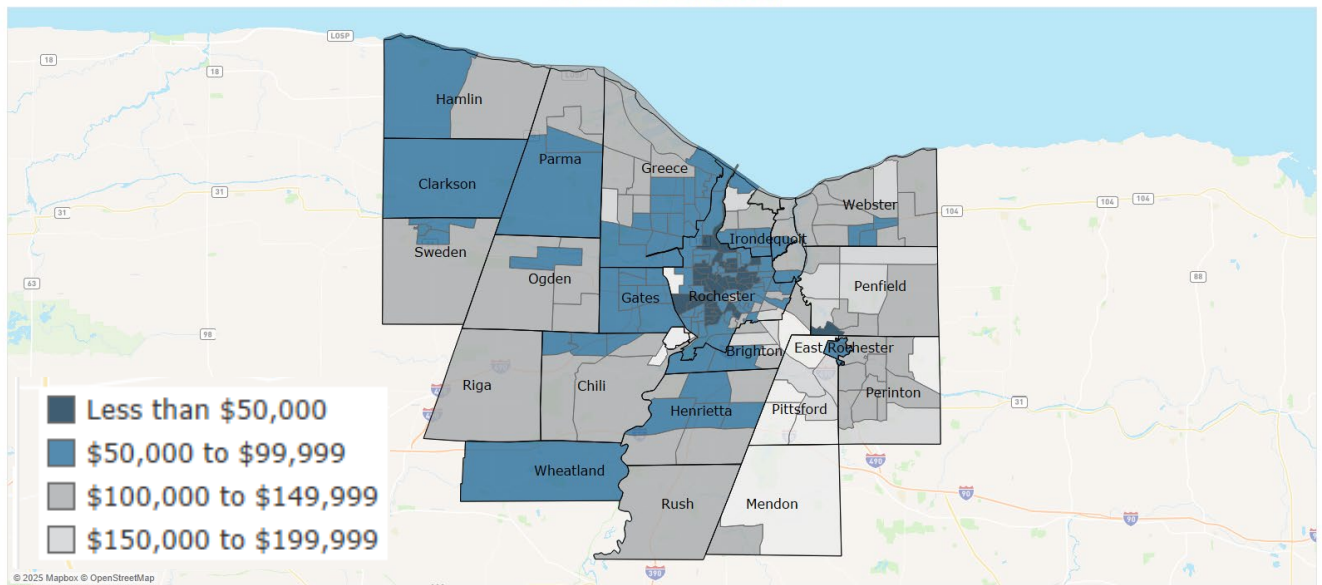 LOSP
18
18
LOSP
Hamlin
Parma
Greece
Clarkson
31
31
Webster
104
104
104
Sweden
Irondequoit
Ogden
63
Gates
Rochester
Penfield
88
98
490
Brighton
East Rochester
Riga
Chili
Henrietta
Pittsford
Perinton
31
Less than $50,000
$50,000 to $99,999
$100,000 to $149,999
$150,000 to $199,999
Wheatland
490
90
90
Rush
Mendon
390
© 2025 Mapbox © OpenStreetMap